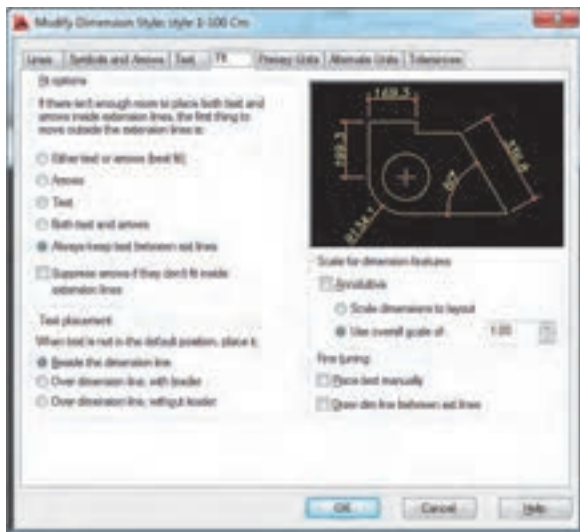 Modify Dimension Style: style 1-100 Cm
Lines
Symbols and Arrows
Text
Fit
Primary Units
Alternate Units
Tolerances
Fit options
If there isn't enough room to place both text and
arrows inside extension lines, the first thing to
move outside the extension lines is:
Either text or arrows (best fit)
Arrows
Text
Both text and arrows
Always keep text between ext lines
Suppress arrows if they don't fit inside
extension lines
Text placement
When text is not in the default position, place it:
Beside the dimension line
Over dimension line, with leader
Over dimension line, without leader
169.3
199.3
60°
Scale for dimension features
Annotative
Scale dimensions to layout
Use overall scale of:
1.00
Fine tuning
Place text manually
Draw dim line between ext lines
OK
Cancel
Help